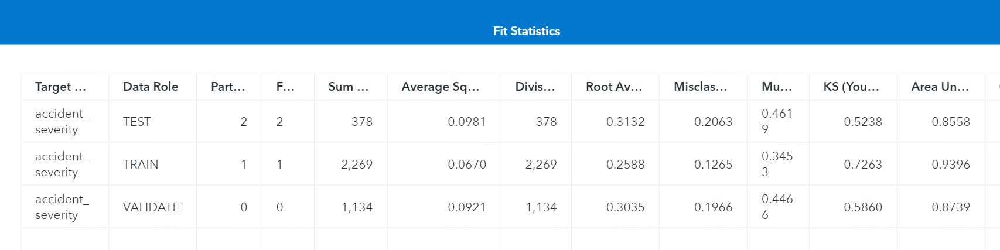 Fit Statistics
Target ... Data Role Part... F... Sum ... Average Sq... Divis... Root Av... Misclas... Mu... KS (You... Area Un...
accident_
severity TEST 2 2 378 0.0981 378 0.3132 0.2063 0.461
9 0.5238 0.8558
accident_
severity TRAIN 1 1 2,269 0.0670 2,269 0.2588 0.1265 0.345
3 0.7263 0.9396
accident_
severity VALIDATE 0 0 1,134 0.0921 1,134 0.3035 0.1966 0.446
6 0.5860 0.8739